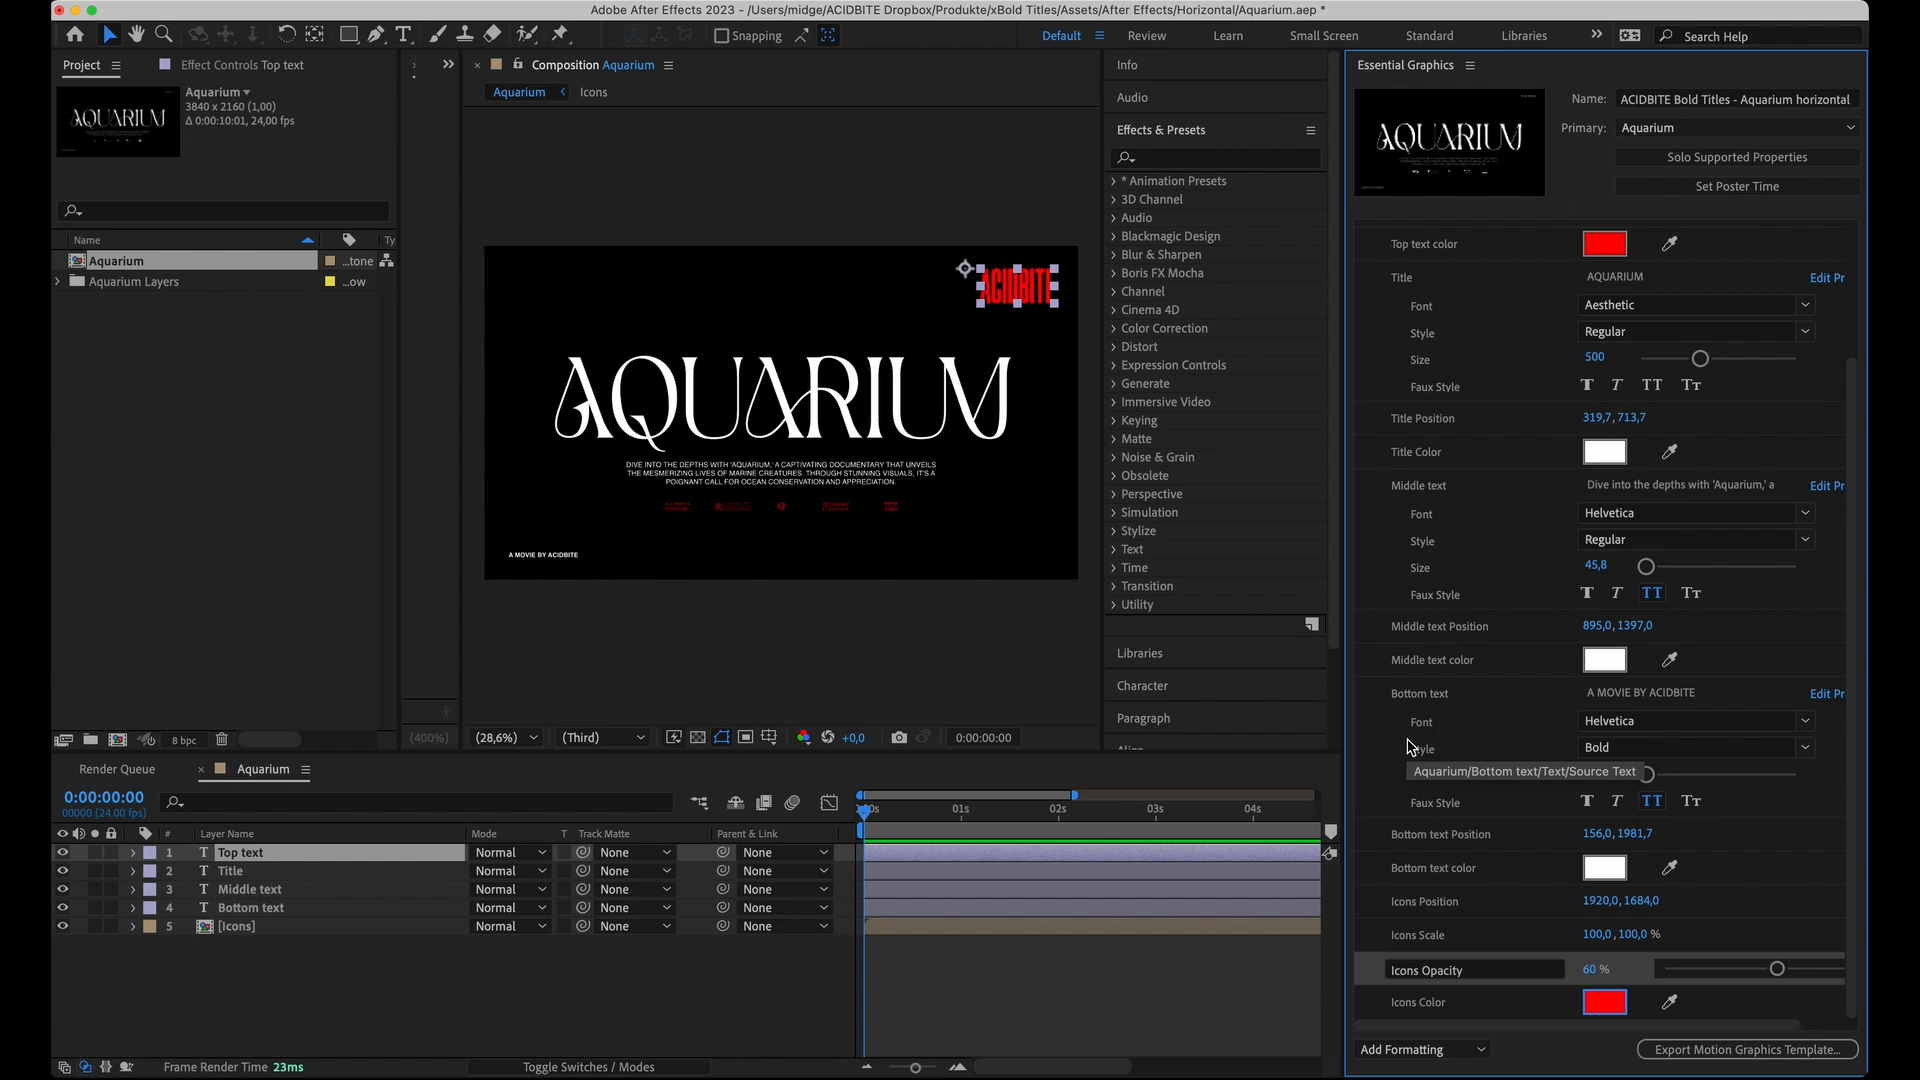 Adobe After Effects 2023 - /Users/midge/ACIDBITE Dropbox/Produkte/xBold Titles/Assets/After Effects/Horizontal/Aquarium.aep *
Snapping
Default
Review
Learn
Small Screen
Standard
Libraries
Search Help
Project
Effect Controls Top text
Aquarium
3840 x 2160 (1,00)
Δ 0:00:10:01, 24,00 fps
Name
Ty
Aquarium
...tone
Aquarium Layers
...ow
8 bpc
Composition Aquarium
Aquarium
Icons
ACIDBITE
AQUARIUM
DIVE INTO THE DEPTHS WITH 'AQUARIUM,' A CAPTIVATING DOCUMENTARY THAT UNVEILS
THE MESMERIZING LIVES OF MARINE CREATURES. THROUGH STUNNING VISUALS, IT'S A
POIGNANT CALL FOR OCEAN CONSERVATION AND APPRECIATION.
A MOVIE BY ACIDBITE
(400%)
(28,6%)
(Third)
+0,0
0:00:00:00
Info
Audio
Effects & Presets
* Animation Presets
3D Channel
Audio
Blackmagic Design
Blur & Sharpen
Boris FX Mocha
Channel
Cinema 4D
Color Correction
Distort
Expression Controls
Generate
Immersive Video
Keying
Matte
Noise & Grain
Obsolete
Perspective
Simulation
Stylize
Text
Time
Transition
Utility
Libraries
Character
Paragraph
Align
Essential Graphics
AQUARIUM
Name: ACIDBITE Bold Titles - Aquarium horizontal
Primary: Aquarium
Solo Supported Properties
Set Poster Time
Top text color
Title AQUARIUM Edit Pr
Font Aesthetic
Style Regular
Size 500
Faux Style T T TT Tт
Title Position 319,7, 713,7
Title Color
Middle text Dive into the depths with 'Aquarium,' a Edit Pr
Font Helvetica
Style Regular
Size 45,8
Faux Style T T TT Tт
Middle text Position 895,0, 1397,0
Middle text color
Bottom text A MOVIE BY ACIDBITE Edit Pr
Font Helvetica
Style Bold
Aquarium/Bottom text/Text/Source Text
Faux Style T T TT Tт
Bottom text Position 156,0, 1981,7
Bottom text color
Icons Position 1920,0, 1684,0
Icons Scale 100,0, 100,0 %
Icons Opacity 60 %
Icons Color
Add Formatting
Export Motion Graphics Template...
Render Queue
Aquarium
0:00:00:00
00000 (24.00 fps)
01s
02s
03s
04s
# Layer Name Mode T Track Matte Parent & Link
1 T Top text Normal None None
2 T Title Normal None None
3 T Middle text Normal None None
4 T Bottom text Normal None None
5 [Icons] Normal None None
Frame Render Time 23ms
Toggle Switches / Modes